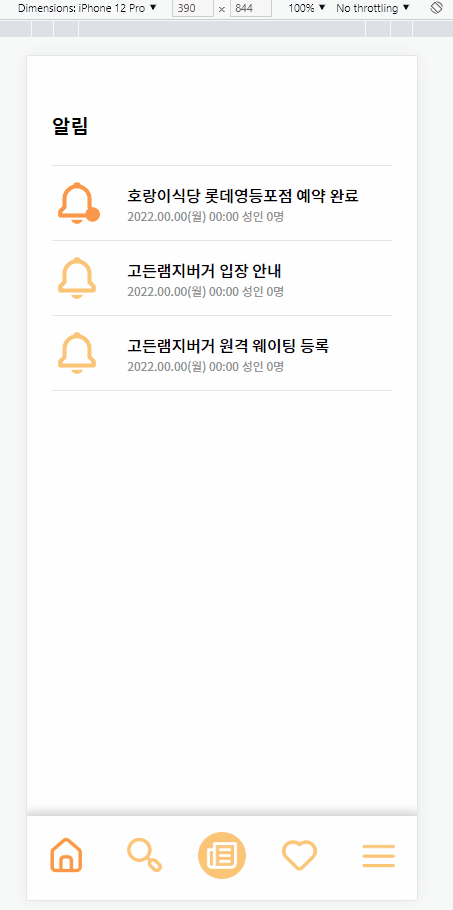 Dimensions: iPhone 12 Pro ▼ 390 × 844 100% ▼ No throttling ▼
알림
호랑이식당 롯데영등포점 예약 완료
2022.00.00(월) 00:00 성인 0명
고든램지버거 입장 안내
2022.00.00(월) 00:00 성인 0명
고든램지버거 원격 웨이팅 등록
2022.00.00(월) 00:00 성인 0명